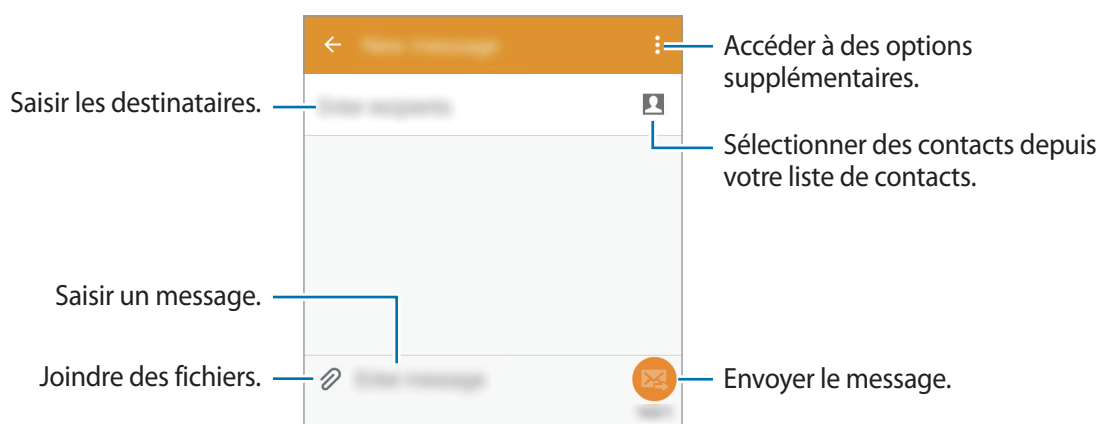 Accéder à des options
supplémentaires.
Saisir les destinataires.
Sélectionner des contacts depuis
votre liste de contacts.
Saisir un message.
Joindre des fichiers.
Envoyer le message.